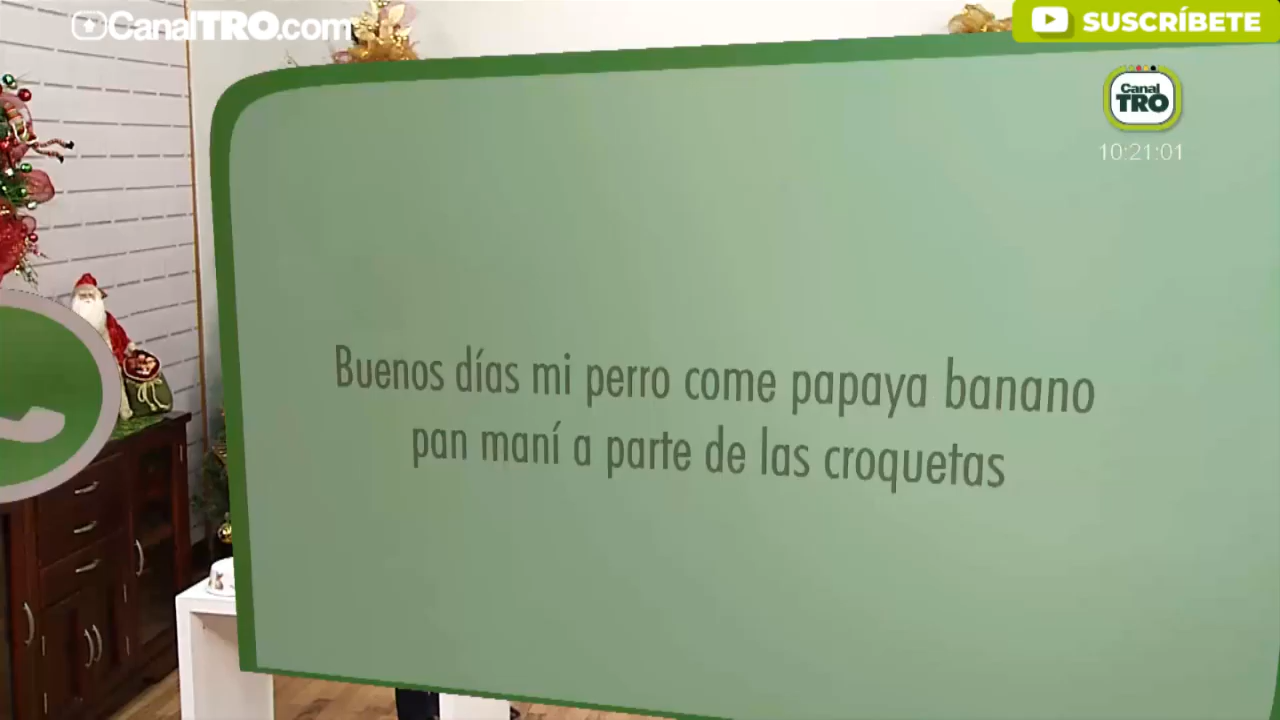 CanalTRO.com
SUSCRÍBETE
Canal
TRO
10:21:01
Buenos días mi perro come papaya banano
pan maní a parte de las croquetas